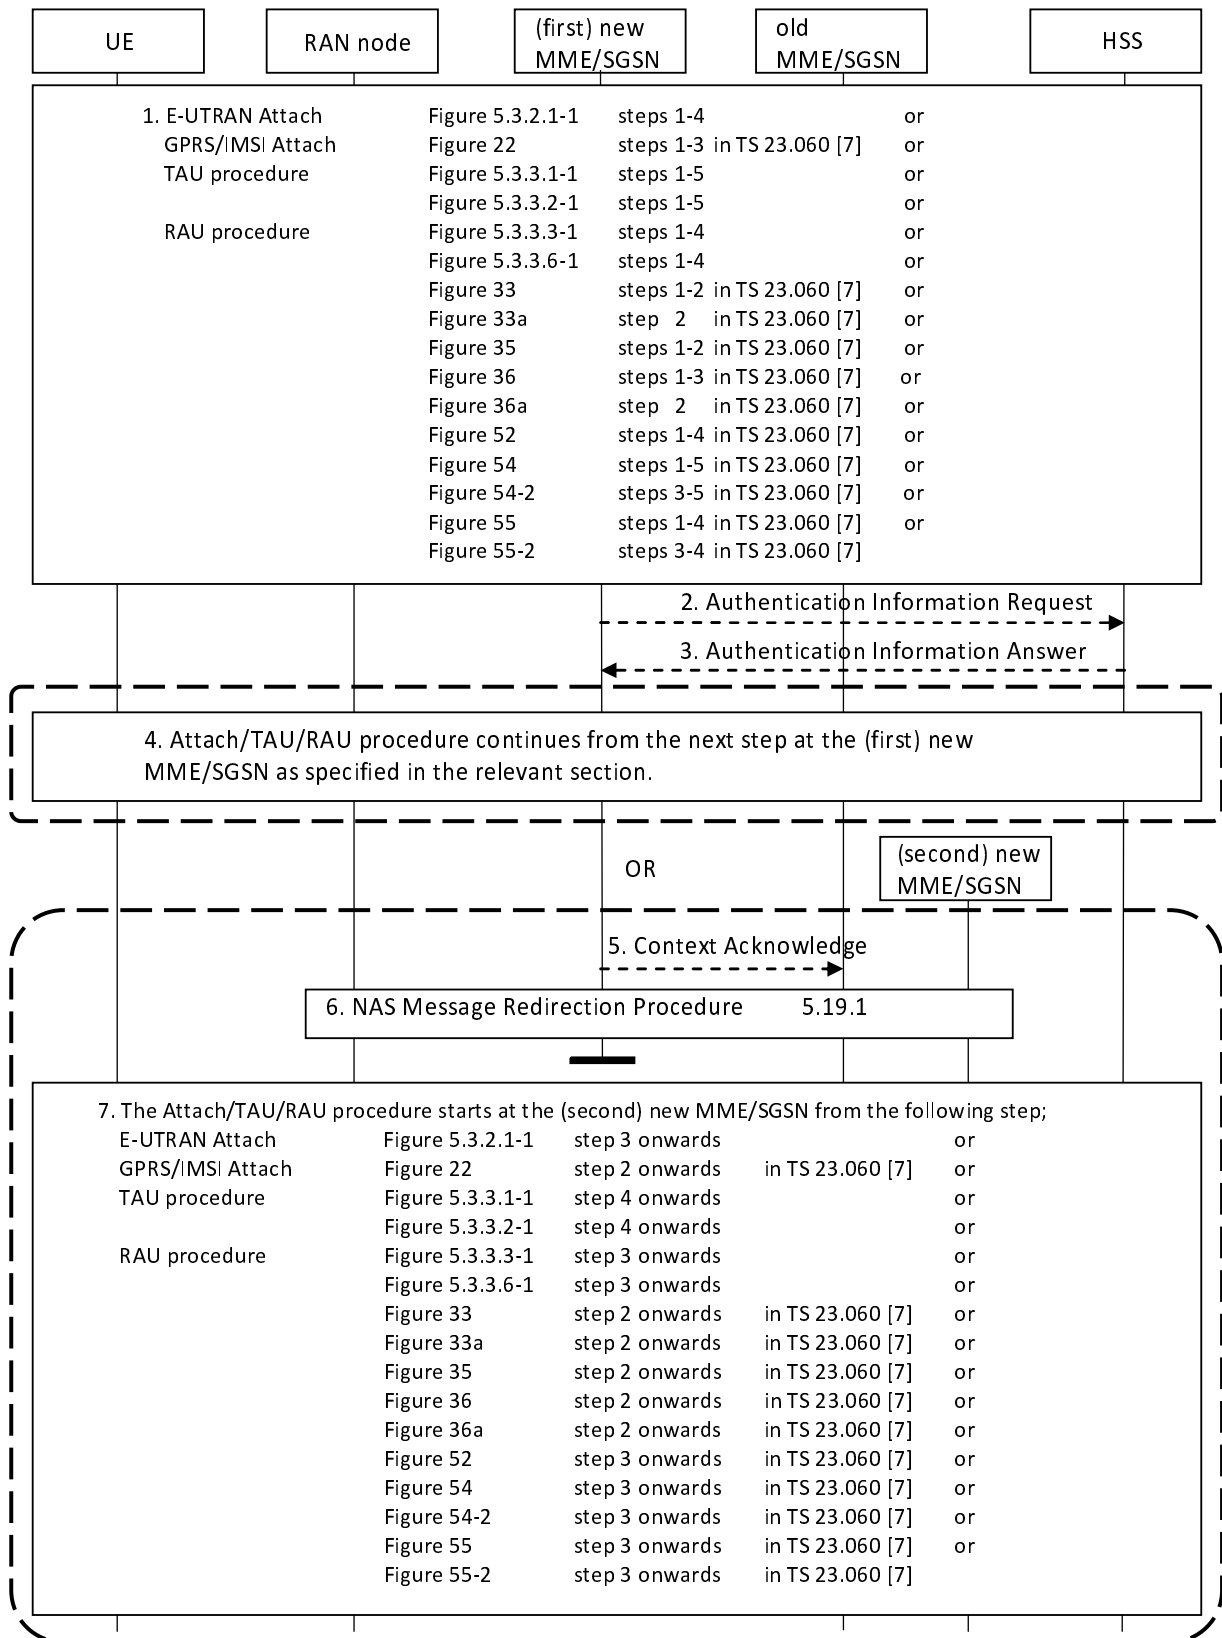 UE
RAN node
(first) new
MME/SGSN
old
MME/SGSN
HSS
1. E-UTRAN Attach Figure 5.3.2.1-1 steps 1-4 or
GPRS/IMSI Attach Figure 22 steps 1-3 in TS 23.060 [7] or
TAU procedure Figure 5.3.3.1-1 steps 1-5 or
Figure 5.3.3.2-1 steps 1-5 or
RAU procedure Figure 5.3.3.3-1 steps 1-4 or
Figure 5.3.3.6-1 steps 1-4 or
Figure 33 steps 1-2 in TS 23.060 [7] or
Figure 33a step 2 in TS 23.060 [7] or
Figure 35 steps 1-2 in TS 23.060 [7] or
Figure 36 steps 1-3 in TS 23.060 [7] or
Figure 36a step 2 in TS 23.060 [7] or
Figure 52 steps 1-4 in TS 23.060 [7] or
Figure 54 steps 1-5 in TS 23.060 [7] or
Figure 54-2 steps 3-5 in TS 23.060 [7] or
Figure 55 steps 1-4 in TS 23.060 [7] or
Figure 55-2 steps 3-4 in TS 23.060 [7]
2. Authentication Information Request
3. Authentication Information Answer
4. Attach/TAU/RAU procedure continues from the next step at the (first) new
MME/SGSN as specified in the relevant section.
OR
(second) new
MME/SGSN
5. Context Acknowledge
6. NAS Message Redirection Procedure 5.19.1
7. The Attach/TAU/RAU procedure starts at the (second) new MME/SGSN from the following step;
E-UTRAN Attach Figure 5.3.2.1-1 step 3 onwards or
GPRS/IMSI Attach Figure 22 step 2 onwards in TS 23.060 [7] or
TAU procedure Figure 5.3.3.1-1 step 4 onwards or
Figure 5.3.3.2-1 step 4 onwards or
RAU procedure Figure 5.3.3.3-1 step 3 onwards or
Figure 5.3.3.6-1 step 3 onwards or
Figure 33 step 2 onwards in TS 23.060 [7] or
Figure 33a step 2 onwards in TS 23.060 [7] or
Figure 35 step 2 onwards in TS 23.060 [7] or
Figure 36 step 2 onwards in TS 23.060 [7] or
Figure 36a step 2 onwards in TS 23.060 [7] or
Figure 52 step 3 onwards in TS 23.060 [7] or
Figure 54 step 3 onwards in TS 23.060 [7] or
Figure 54-2 step 3 onwards in TS 23.060 [7] or
Figure 55 step 3 onwards in TS 23.060 [7] or
Figure 55-2 step 3 onwards in TS 23.060 [7]